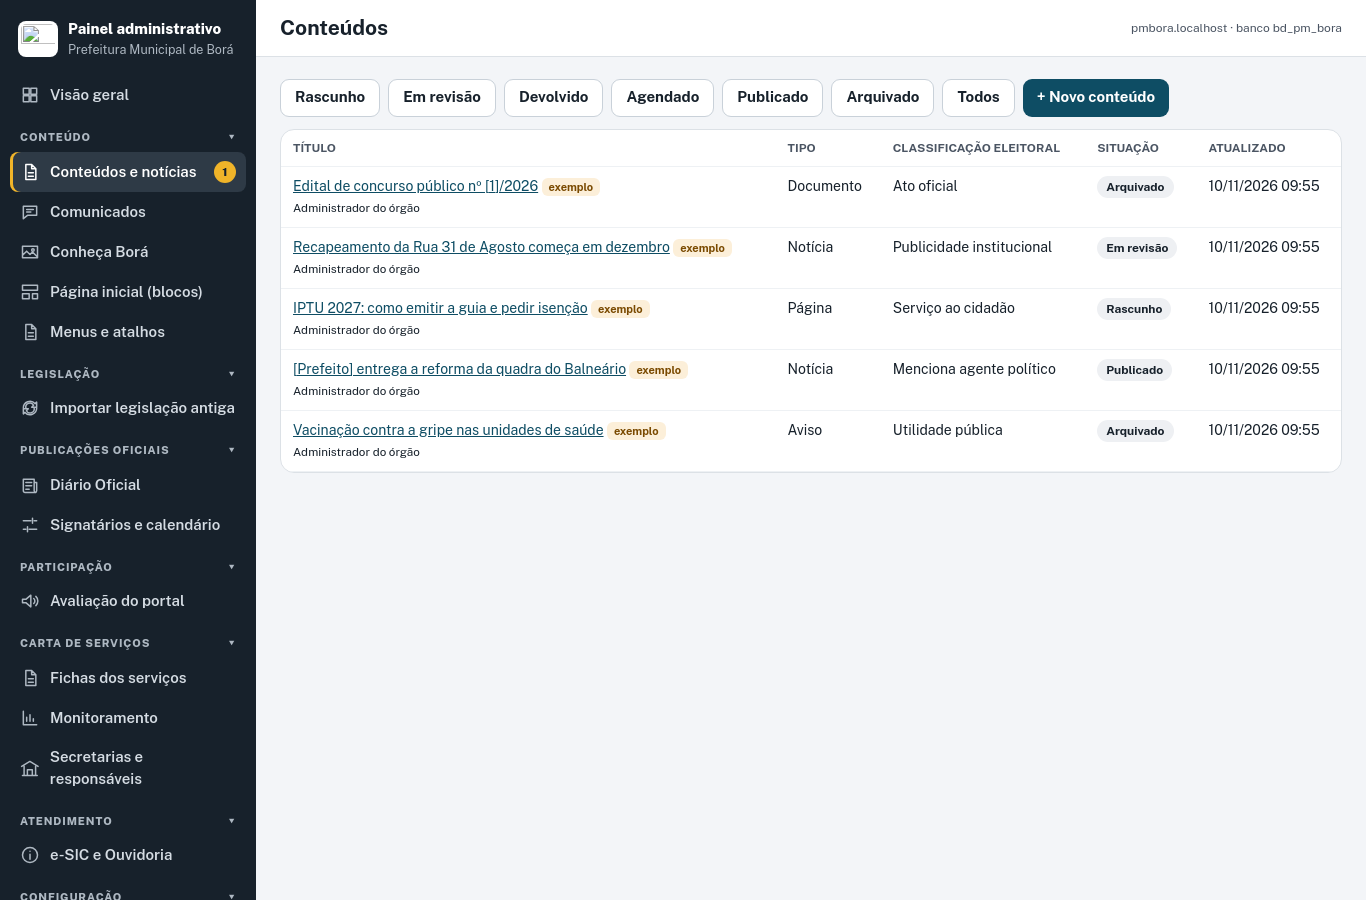 Painel administrativo
Prefeitura Municipal de Borá
Visão geral
CONTEÚDO ▾
Conteúdos e notícias 1
Comunicados
Conheça Borá
Página inicial (blocos)
Menus e atalhos
LEGISLAÇÃO ▾
Importar legislação antiga
PUBLICAÇÕES OFICIAIS ▾
Diário Oficial
Signatários e calendário
PARTICIPAÇÃO ▾
Avaliação do portal
CARTA DE SERVIÇOS ▾
Fichas dos serviços
Monitoramento
Secretarias e
responsáveis
ATENDIMENTO ▾
e-SIC e Ouvidoria
CONFIGURAÇÃO ▾
Conteúdos
pmbora.localhost · banco bd_pm_bora
Rascunho Em revisão Devolvido Agendado Publicado Arquivado Todos + Novo conteúdo
TÍTULO TIPO CLASSIFICAÇÃO ELEITORAL SITUAÇÃO ATUALIZADO
Edital de concurso público nº [1]/2026 exemplo Documento Ato oficial Arquivado 10/11/2026 09:55
Administrador do órgão
Recapeamento da Rua 31 de Agosto começa em dezembro exemplo Notícia Publicidade institucional Em revisão 10/11/2026 09:55
Administrador do órgão
IPTU 2027: como emitir a guia e pedir isenção exemplo Página Serviço ao cidadão Rascunho 10/11/2026 09:55
Administrador do órgão
[Prefeito] entrega a reforma da quadra do Balneário exemplo Notícia Menciona agente político Publicado 10/11/2026 09:55
Administrador do órgão
Vacinação contra a gripe nas unidades de saúde exemplo Aviso Utilidade pública Arquivado 10/11/2026 09:55
Administrador do órgão